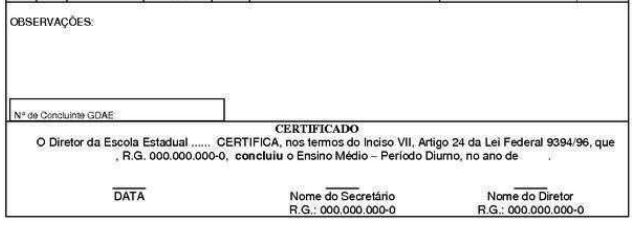 OBSERVAÇÕES:
Nº de Concluinte GDAE:
CERTIFICADO
O Diretor da Escola Estadual ...... CERTIFICA, nos termos do Inciso VII, Artigo 24 da Lei Federal 9394/96, que
, R.G. 000.000.000-0, concluiu o Ensino Médio – Período Diurno, no ano de .
DATA Nome do Secretário Nome do Diretor
R.G.: 000.000.000-0 R.G.: 000.000.000-0